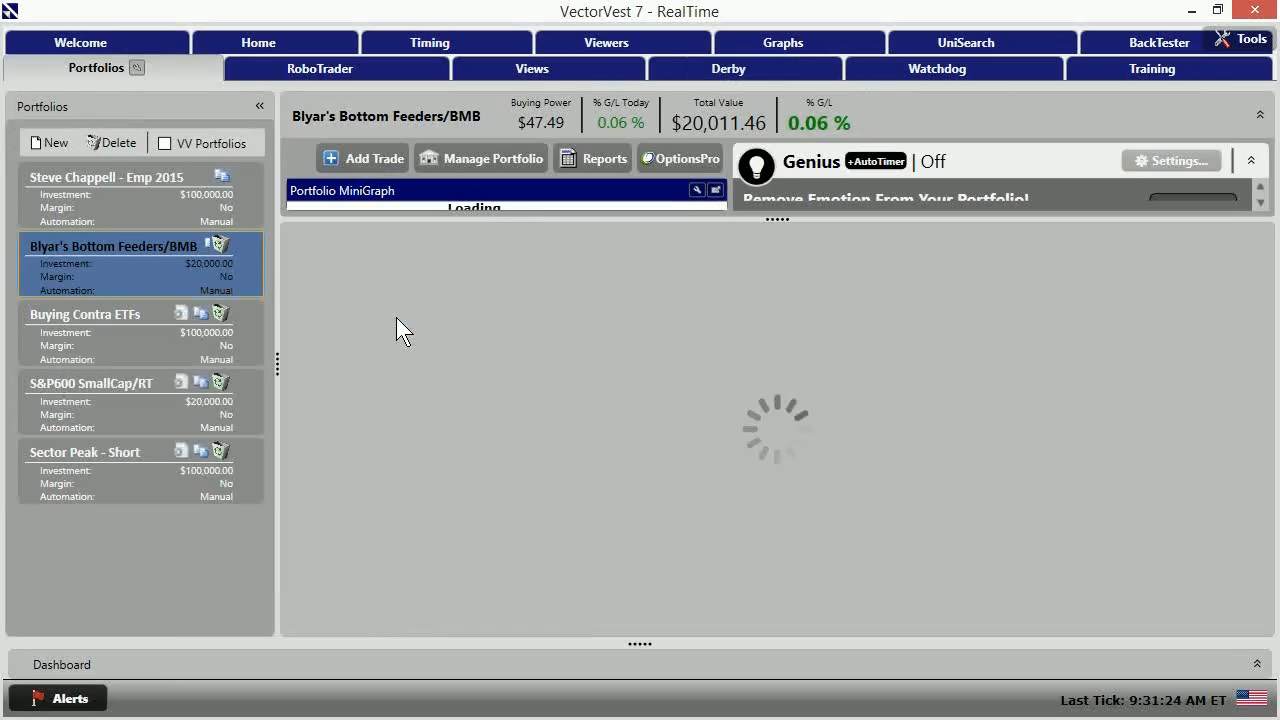 VectorVest 7 - RealTime
Welcome
Home
Timing
Viewers
Graphs
UniSearch
BackTester
Tools
Portfolios
RoboTrader
Views
Derby
Watchdog
Training
Portfolios
New
Delete
VV Portfolios
Steve Chappell - Emp 2015
Investment: $100,000.00
Margin: No
Automation: Manual
Blyar's Bottom Feeders/BMB
Investment: $20,000.00
Margin: No
Automation: Manual
Buying Contra ETFs
Investment: $100,000.00
Margin: No
Automation: Manual
S&P600 SmallCap/RT
Investment: $20,000.00
Margin: No
Automation: Manual
Sector Peak - Short
Investment: $100,000.00
Margin: No
Automation: Manual
Blyar's Bottom Feeders/BMB
Buying Power
$47.49
% G/L Today
0.06 %
Total Value
$20,011.46
% G/L
0.06 %
Add Trade
Manage Portfolio
Reports
OptionsPro
Portfolio MiniGraph
Loading
Genius +AutoTimer | Off
Settings...
Remove Emotion From Your Portfolio!
Dashboard
Alerts
Last Tick: 9:31:24 AM ET